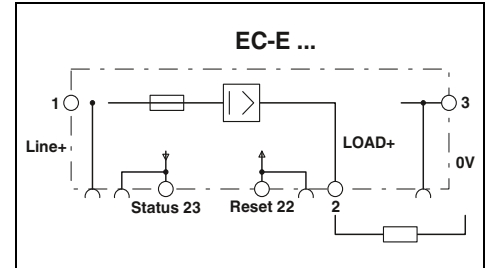 EC-E ...
1
3
Line+
LOAD+
0V
Status 23
Reset 22
2